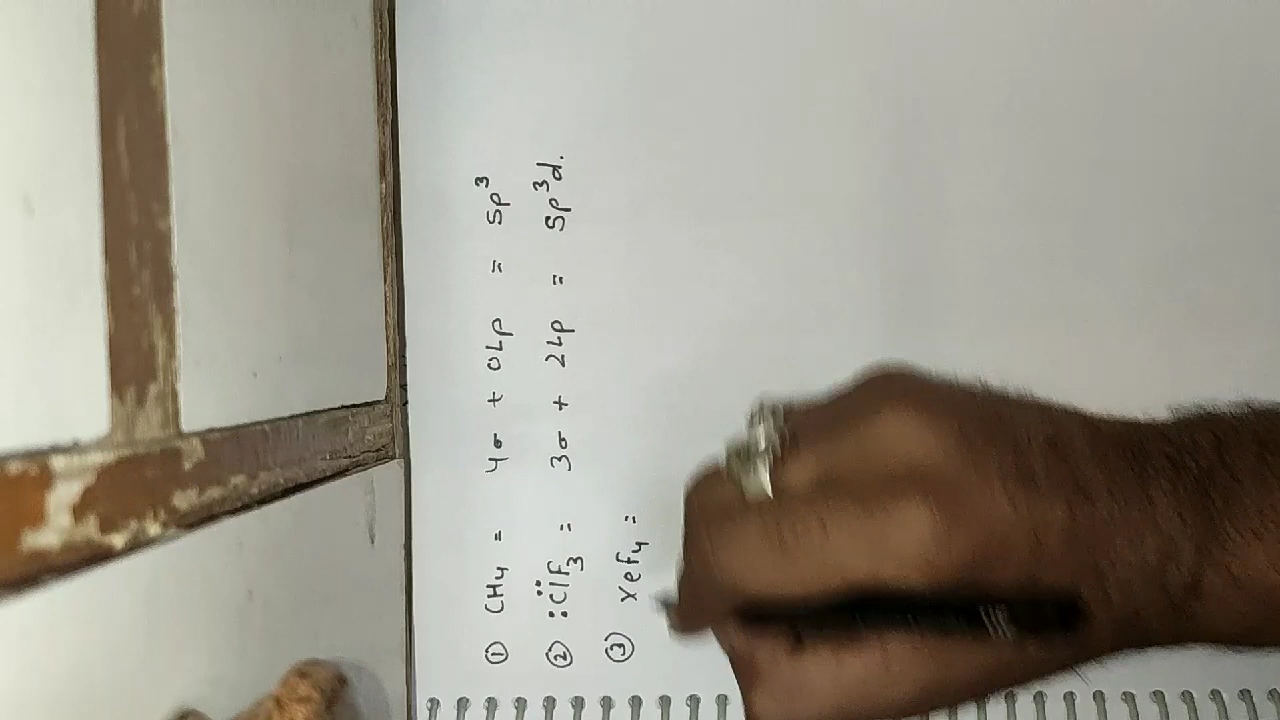 ① CH₄ = 4σ + 0LP = SP³
② :C̈lF₃ = 3σ + 2LP = SP³d.
③ XeF₄ =